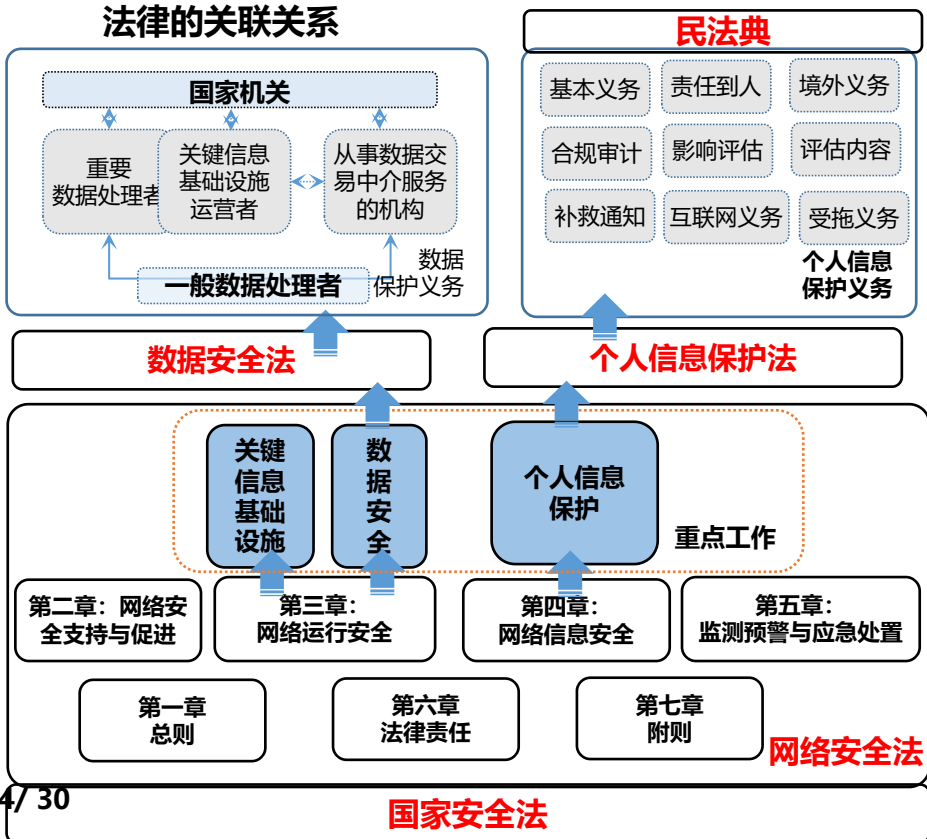 法律的关联关系
国家机关
重要
数据处理者
关键信息
基础设施
运营者
从事数据交
易中介服务
的机构
一般数据处理者
数据
保护义务
民法典
基本义务
责任到人
境外义务
合规审计
影响评估
评估内容
补救通知
互联网义务
受拖义务
个人信息
保护义务
数据安全法
个人信息保护法
关键
信息
基础
设施
数
据
安
全
个人信息
保护
重点工作
第二章：网络安
全支持与促进
第三章：
网络运行安全
第四章：
网络信息安全
第五章：
监测预警与应急处置
第一章
总则
第六章
法律责任
第七章
附则
网络安全法
4/ 30
国家安全法